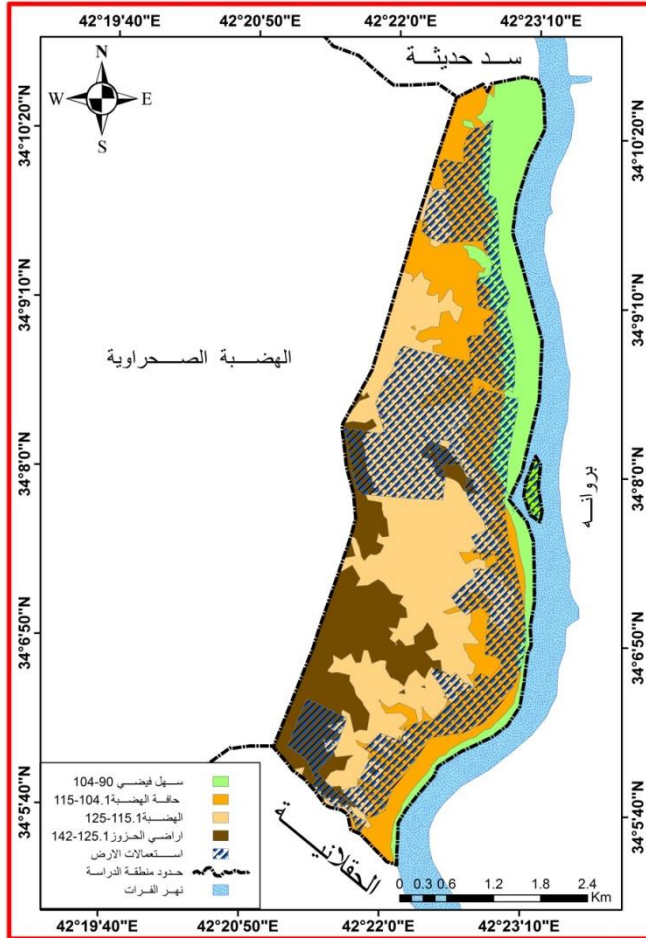 42°19'40"E 42°20'50"E 42°22'0"E 42°23'10"E
N
W E
S
سد حديثة
34°10'20"N 34°10'20"N
34°9'10"N 34°9'10"N
الهضبة الصحراوية
34°8'0"N 34°8'0"N
بروانه
34°6'50"N 34°6'50"N
34°5'40"N 34°5'40"N
سهل فيضي 90-104
حافة الهضبة 104.1-115
الهضبة 115.1-125
اراضي الحزوز 125.1-142
استعمالات الارض
حدود منطقة الدراسة
نهر الفرات
الحقلانية
0 0.3 0.6 1.2 1.8 2.4
Km
42°19'40"E 42°20'50"E 42°22'0"E 42°23'10"E